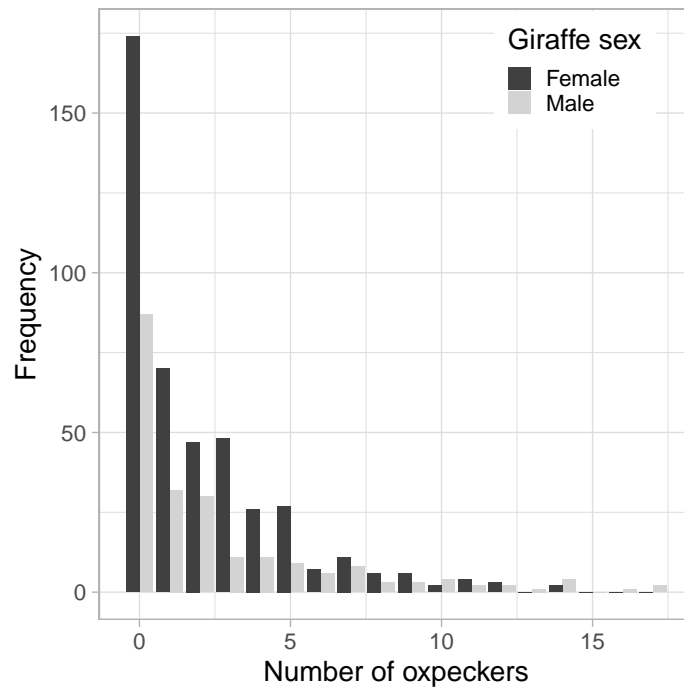 Giraffe sex
Female
Male
150
100
50
0
Frequency
0 5 10 15
Number of oxpeckers